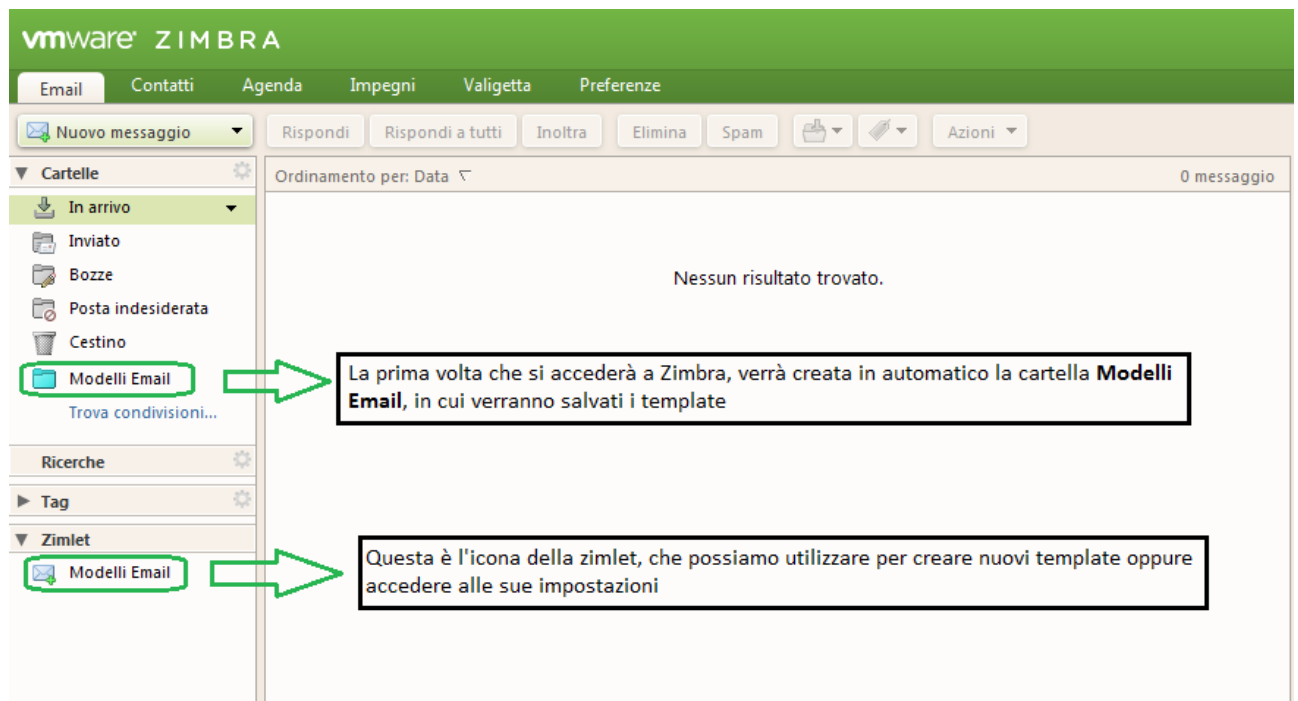 vmware ZIMBRA
Email Contatti Agenda Impegni Valigetta Preferenze
Nuovo messaggio Rispondi Rispondi a tutti Inoltra Elimina Spam Azioni
Cartelle
Ordinamento per: Data 0 messaggio
In arrivo
Inviato
Bozze
Nessun risultato trovato.
Posta indesiderata
Cestino
Modelli Email
La prima volta che si accederà a Zimbra, verrà creata in automatico la cartella Modelli
Email, in cui verranno salvati i template
Trova condivisioni...
Ricerche
Tag
Zimlet
Modelli Email
Questa è l'icona della zimlet, che possiamo utilizzare per creare nuovi template oppure
accedere alle sue impostazioni